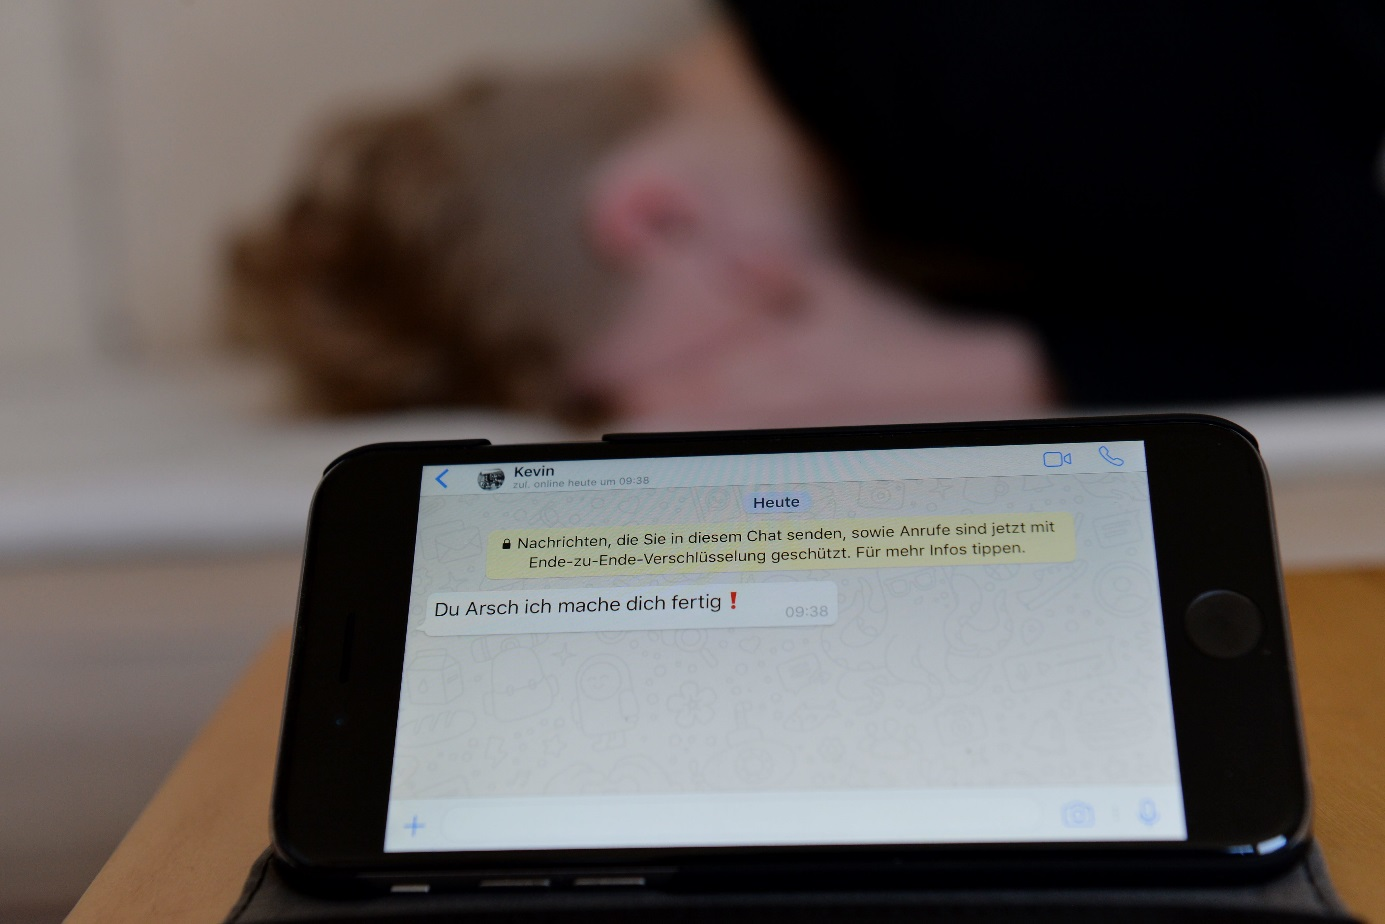 Kevin
zul. online heute um 09:38
Heute
Nachrichten, die Sie in diesem Chat senden, sowie Anrufe sind jetzt mit
Ende-zu-Ende-Verschlüsselung geschützt. Für mehr Infos tippen.
Du Arsch ich mache dich fertig❗
09:38